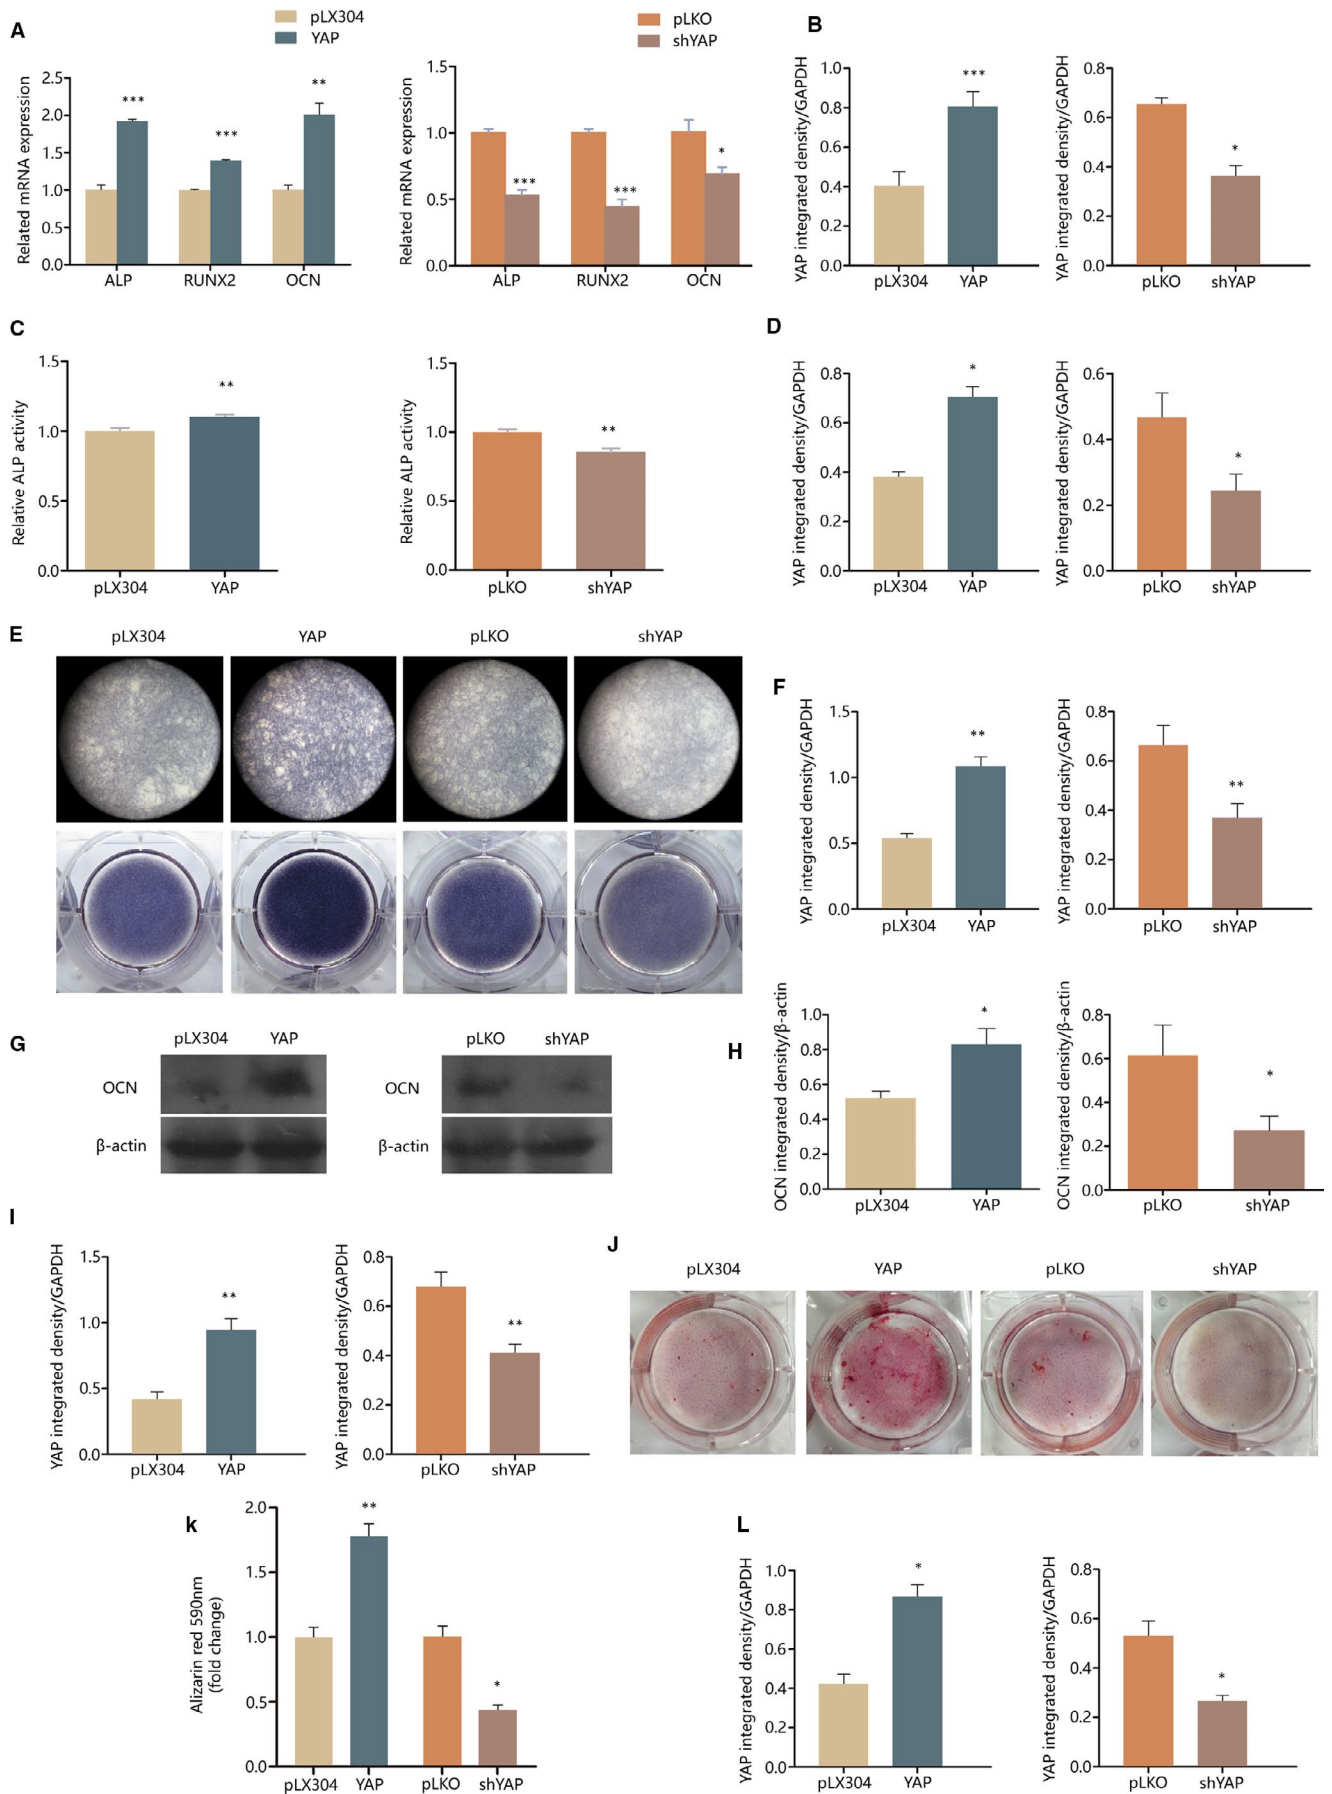 A
pLX304
YAP
Related mRNA expression
2.5
2.0
1.5
1.0
0.5
0.0
***
***
**
ALP RUNX2 OCN
pLKO
shYAP
Related mRNA expression
1.5
1.0
0.5
0.0
***
***
*
ALP RUNX2 OCN
B
YAP integrated density/GAPDH
1.0
0.8
0.6
0.4
0.2
0.0
***
pLX304 YAP
YAP integrated density/GAPDH
0.8
0.6
0.4
0.2
0.0
*
pLKO shYAP
C
Relative ALP activity
1.5
1.0
0.5
0.0
**
pLX304 YAP
Relative ALP activity
1.5
1.0
0.5
0.0
**
pLKO shYAP
D
YAP integrated density/GAPDH
0.8
0.6
0.4
0.2
0.0
*
pLX304 YAP
YAP integrated density/GAPDH
0.6
0.4
0.2
0.0
*
pLKO shYAP
E
pLX304 YAP pLKO shYAP
F
YAP integrated density/GAPDH
1.5
1.0
0.5
0.0
**
pLX304 YAP
YAP integrated density/GAPDH
0.8
0.6
0.4
0.2
0.0
**
pLKO shYAP
G
pLX304 YAP
OCN
β-actin
pLKO shYAP
OCN
β-actin
H
OCN integrated density/β-actin
1.0
0.8
0.6
0.4
0.2
0.0
*
pLX304 YAP
OCN integrated density/β-actin
0.8
0.6
0.4
0.2
0.0
*
pLKO shYAP
I
YAP integrated density/GAPDH
1.5
1.0
0.5
0.0
**
pLX304 YAP
YAP integrated density/GAPDH
0.8
0.6
0.4
0.2
0.0
**
pLKO shYAP
J
pLX304 YAP pLKO shYAP
k
Alizarin red 590nm
(fold change)
2.0
1.5
1.0
0.5
0.0
**
*
pLX304 YAP pLKO shYAP
L
YAP integrated density/GAPDH
1.0
0.8
0.6
0.4
0.2
0.0
*
pLX304 YAP
YAP integrated density/GAPDH
0.8
0.6
0.4
0.2
0.0
*
pLKO shYAP